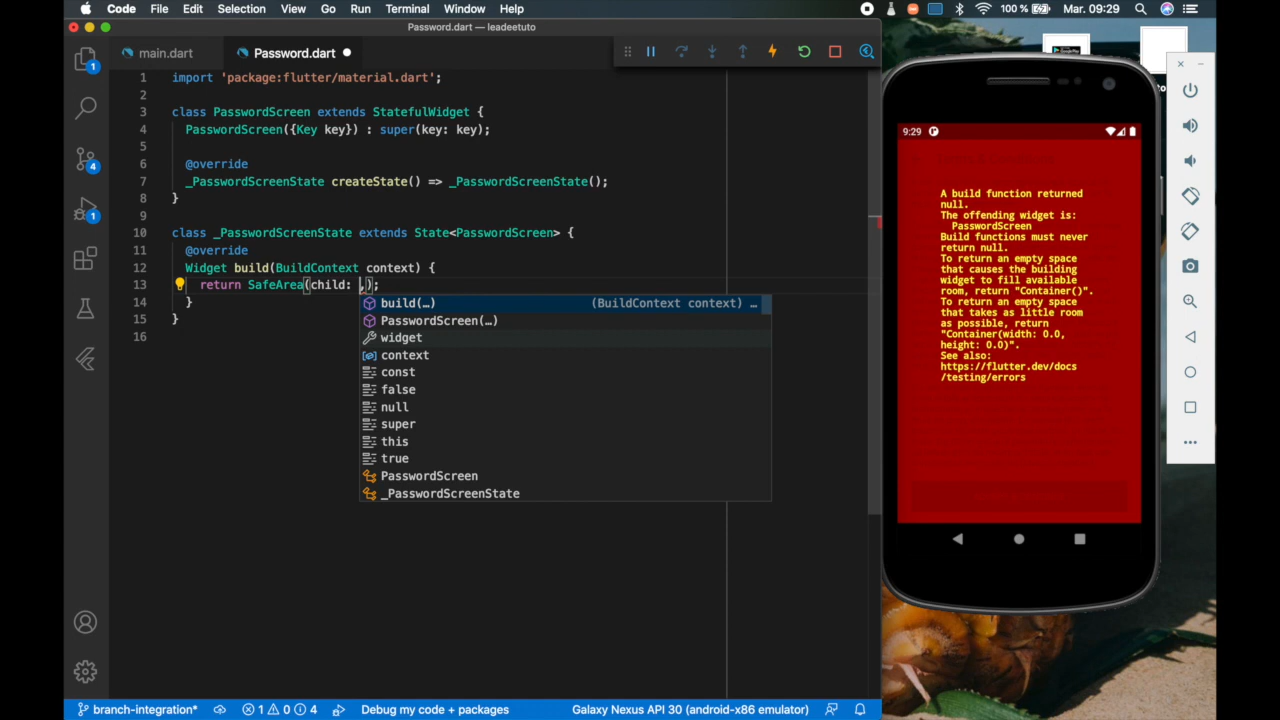 Code File Edit Selection View Go Run Terminal Window Help 100 % Mar. 09:29
Password.dart — leadeetuto
main.dart Password.dart
1 import 'package:flutter/material.dart';
2
3 class PasswordScreen extends StatefulWidget {
4 PasswordScreen({Key key}) : super(key: key);
5
6 @override
7 _PasswordScreenState createState() => _PasswordScreenState();
8 }
9
10 class _PasswordScreenState extends State<PasswordScreen> {
11 @override
12 Widget build(BuildContext context) {
13 return SafeArea(child: ,);
14 }
15 }
16
build(…) (BuildContext context) …
PasswordScreen(…)
widget
context
const
false
null
super
this
true
PasswordScreen
_PasswordScreenState
1
4
1
branch-integration* 1 0 4 Debug my code + packages Galaxy Nexus API 30 (android-x86 emulator)
9:29
A build function returned
null.
The offending widget is:
PasswordScreen
Build functions must never
return null.
To return an empty space
that causes the building
widget to fill available
room, return "Container()".
To return an empty space
that takes as little room
as possible, return
"Container(width: 0.0,
height: 0.0)".
See also:
https://flutter.dev/docs
/testing/errors